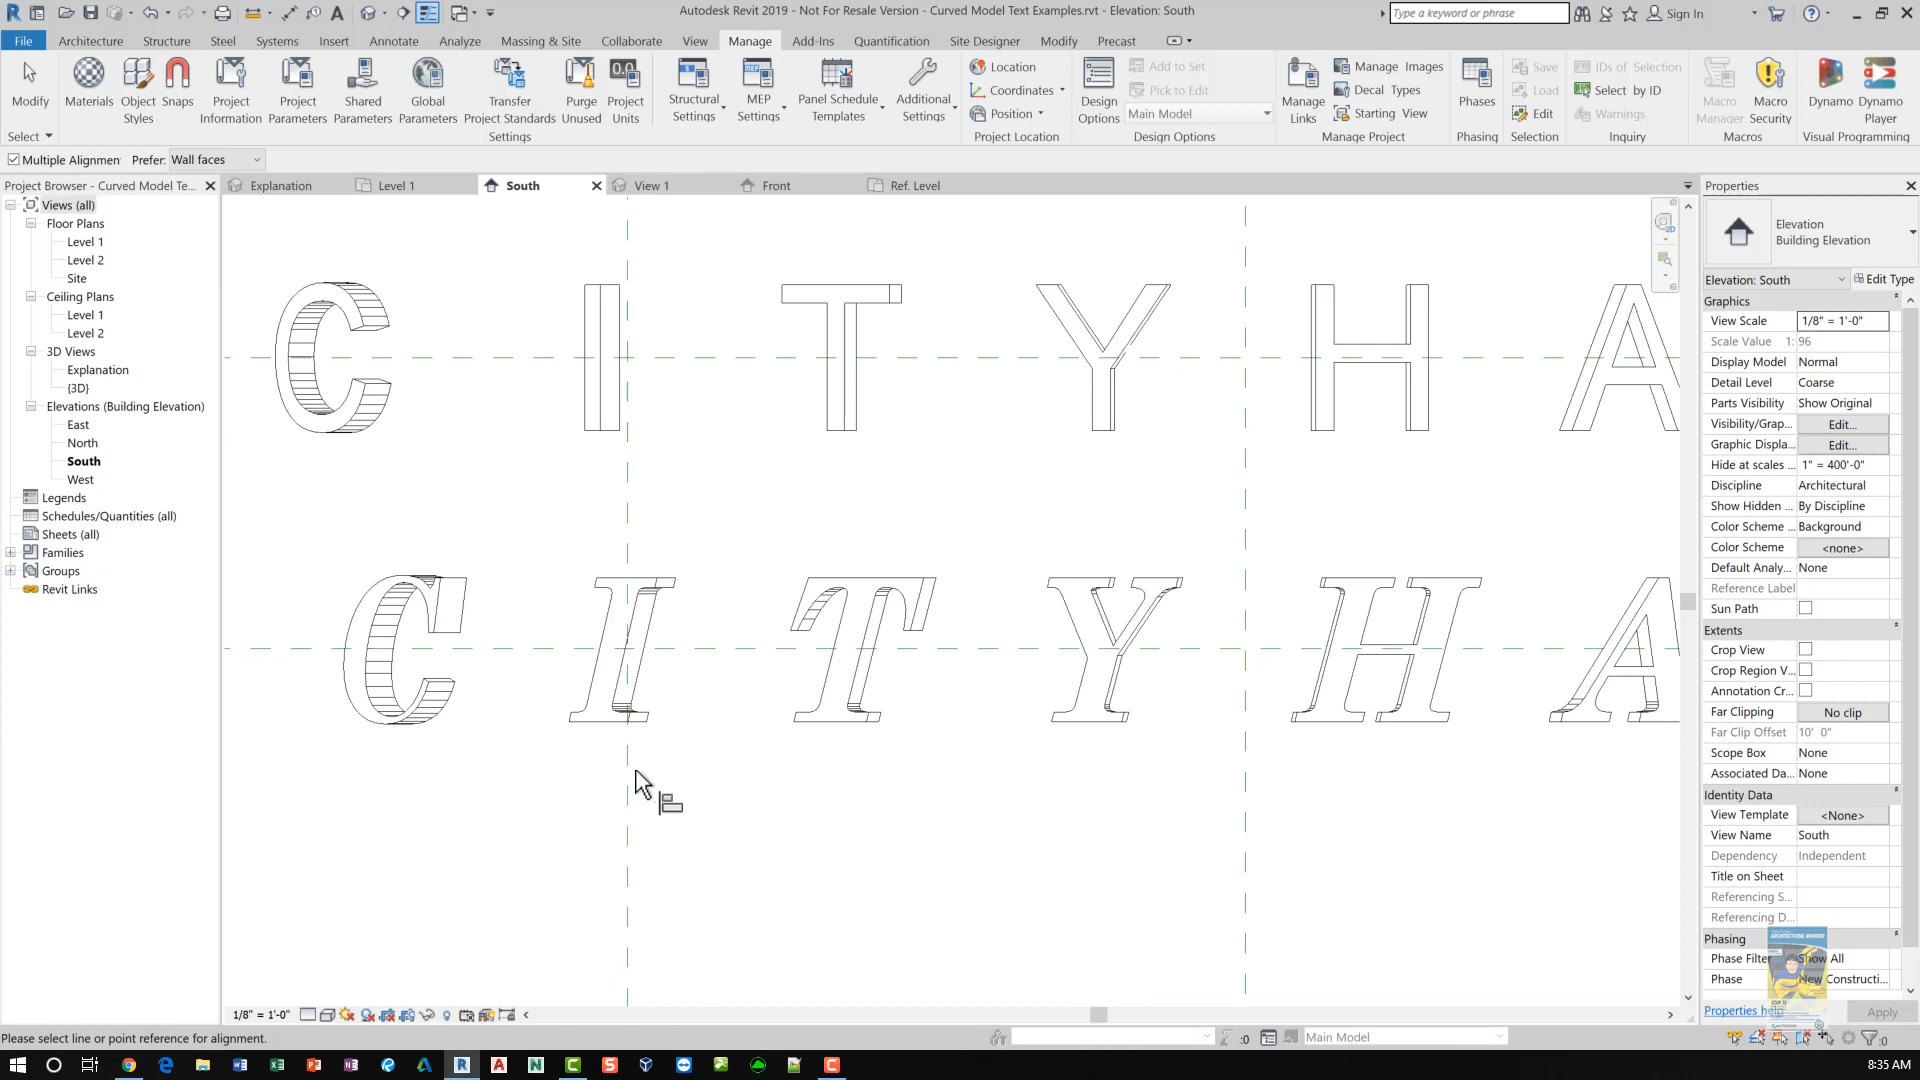 Autodesk Revit 2019 - Not For Resale Version - Curved Model Text Examples.rvt - Elevation: South
Type a keyword or phrase
Sign In
File Architecture Structure Steel Systems Insert Annotate Analyze Massing & Site Collaborate View Manage Add-Ins Quantification Site Designer Modify Precast
Modify
Materials
Object Styles
Snaps
Project Information
Project Parameters
Shared Parameters
Global Parameters
Transfer Project Standards
Purge Unused
Project Units
0.0
Structural Settings
MEP Settings
Panel Schedule Templates
Additional Settings
Location
Coordinates
Position
Design Options
Add to Set
Pick to Edit
Main Model
Manage Links
Manage Images
Decal Types
Starting View
Phases
Save
Load
Edit
IDs of Selection
Select by ID
Warnings
Macro Manager
Macro Security
Dynamo
Dynamo Player
Select
Settings
Project Location
Design Options
Manage Project
Phasing
Selection
Inquiry
Macros
Visual Programming
Multiple Alignmen Prefer: Wall faces
Project Browser - Curved Model Te...
Views (all)
Floor Plans
Level 1
Level 2
Site
Ceiling Plans
Level 1
Level 2
3D Views
Explanation
{3D}
Elevations (Building Elevation)
East
North
South
West
Legends
Schedules/Quantities (all)
Sheets (all)
Families
Groups
Revit Links
Explanation Level 1 South View 1 Front Ref. Level
C I T Y H A
C I T Y H A
Properties
Elevation
Building Elevation
Elevation: South Edit Type
Graphics
View Scale 1/8" = 1'-0"
Scale Value 1: 96
Display Model Normal
Detail Level Coarse
Parts Visibility Show Original
Visibility/Grap... Edit...
Graphic Displa... Edit...
Hide at scales ... 1" = 400'-0"
Discipline Architectural
Show Hidden ... By Discipline
Color Scheme ... Background
Color Scheme <none>
Default Analy... None
Reference Label
Sun Path
Extents
Crop View
Crop Region V...
Annotation Cr...
Far Clipping No clip
Far Clip Offset 10' 0"
Scope Box None
Associated Da... None
Identity Data
View Template <None>
View Name South
Dependency Independent
Title on Sheet
Referencing S...
Referencing D...
Phasing
Phase Filter Show All
Phase New Constructi...
Properties help
Apply
ARCHITECTURAL WONDER
1/8" = 1'-0"
Please select line or point reference for alignment.
:0
Main Model
:0
8:35 AM